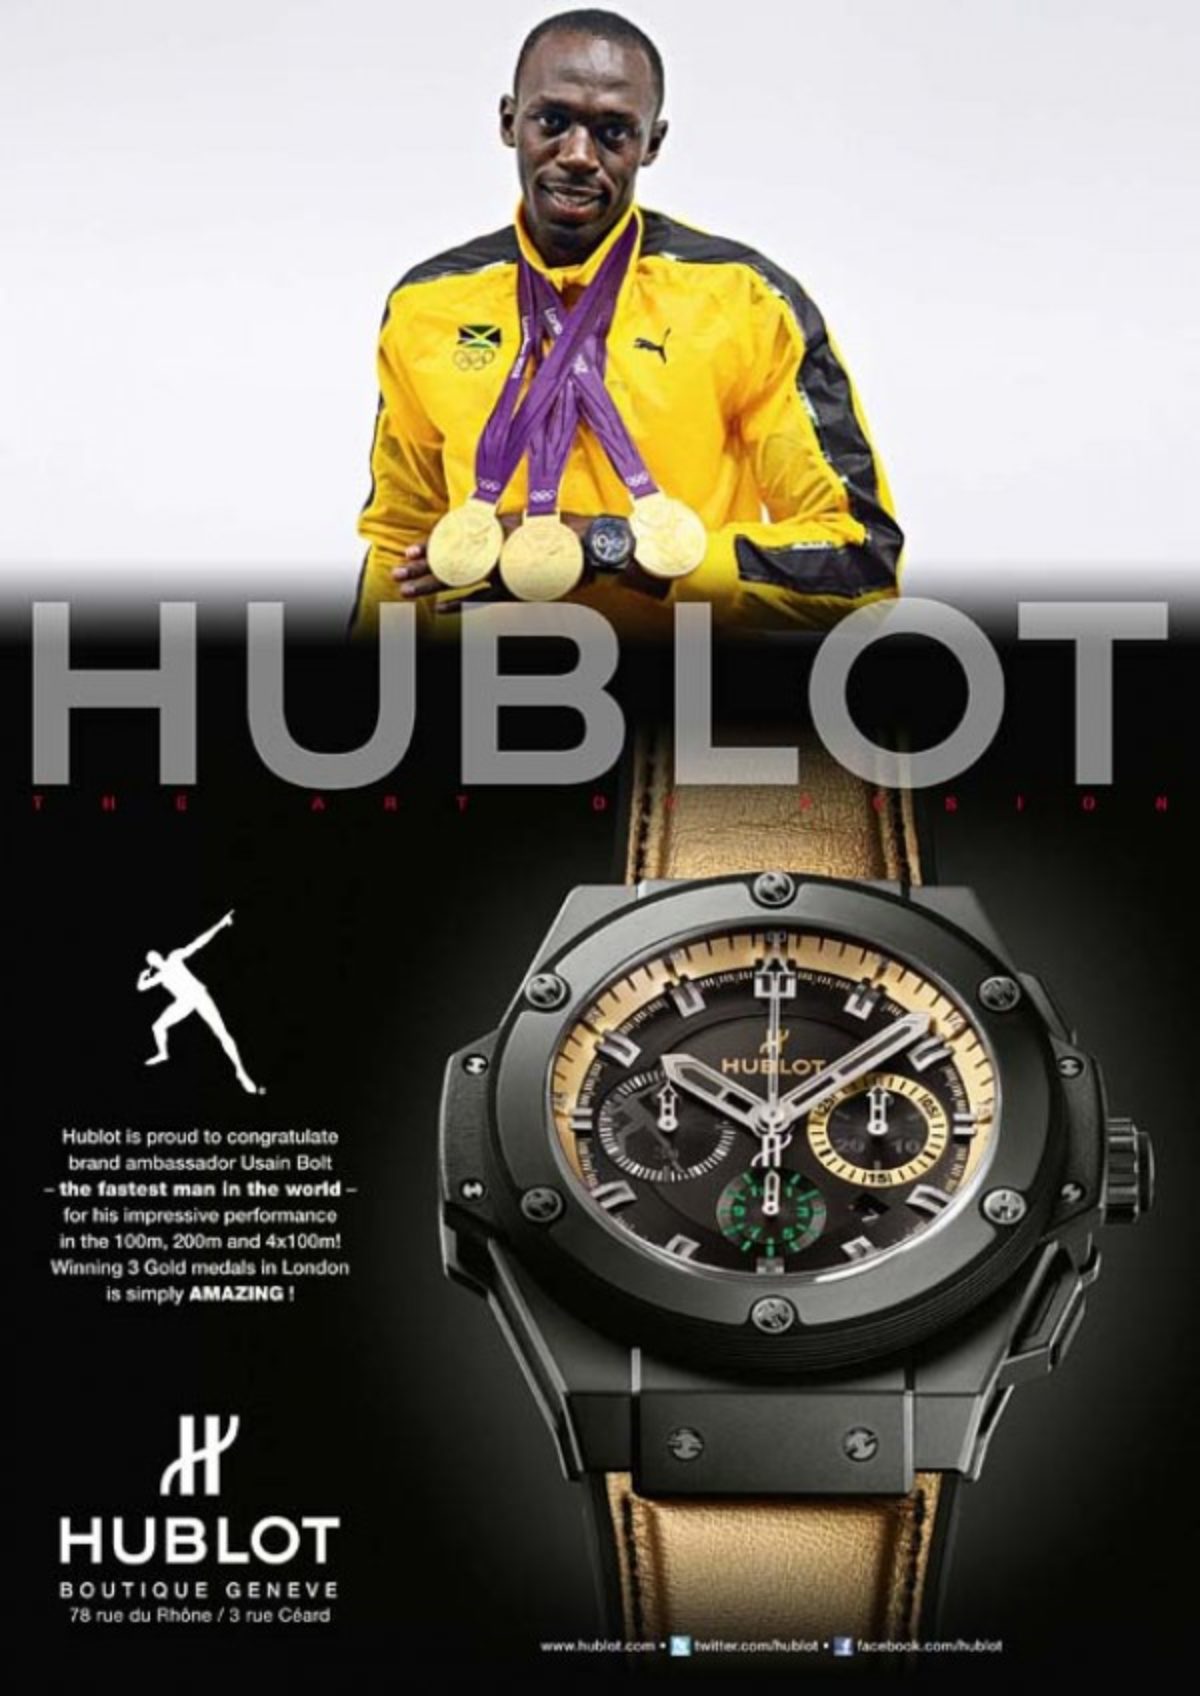 London 2012
HUBLOT
THE ART OF FUSION
HUBLOT
Hublot is proud to congratulate
brand ambassador Usain Bolt
– the fastest man in the world –
for his impressive performance
in the 100m, 200m and 4x100m!
Winning 3 Gold medals in London
is simply AMAZING !
HUBLOT
BOUTIQUE GENEVE
78 rue du Rhône / 3 rue Céard
www.hublot.com • twitter.com/hublot • facebook.com/hublot